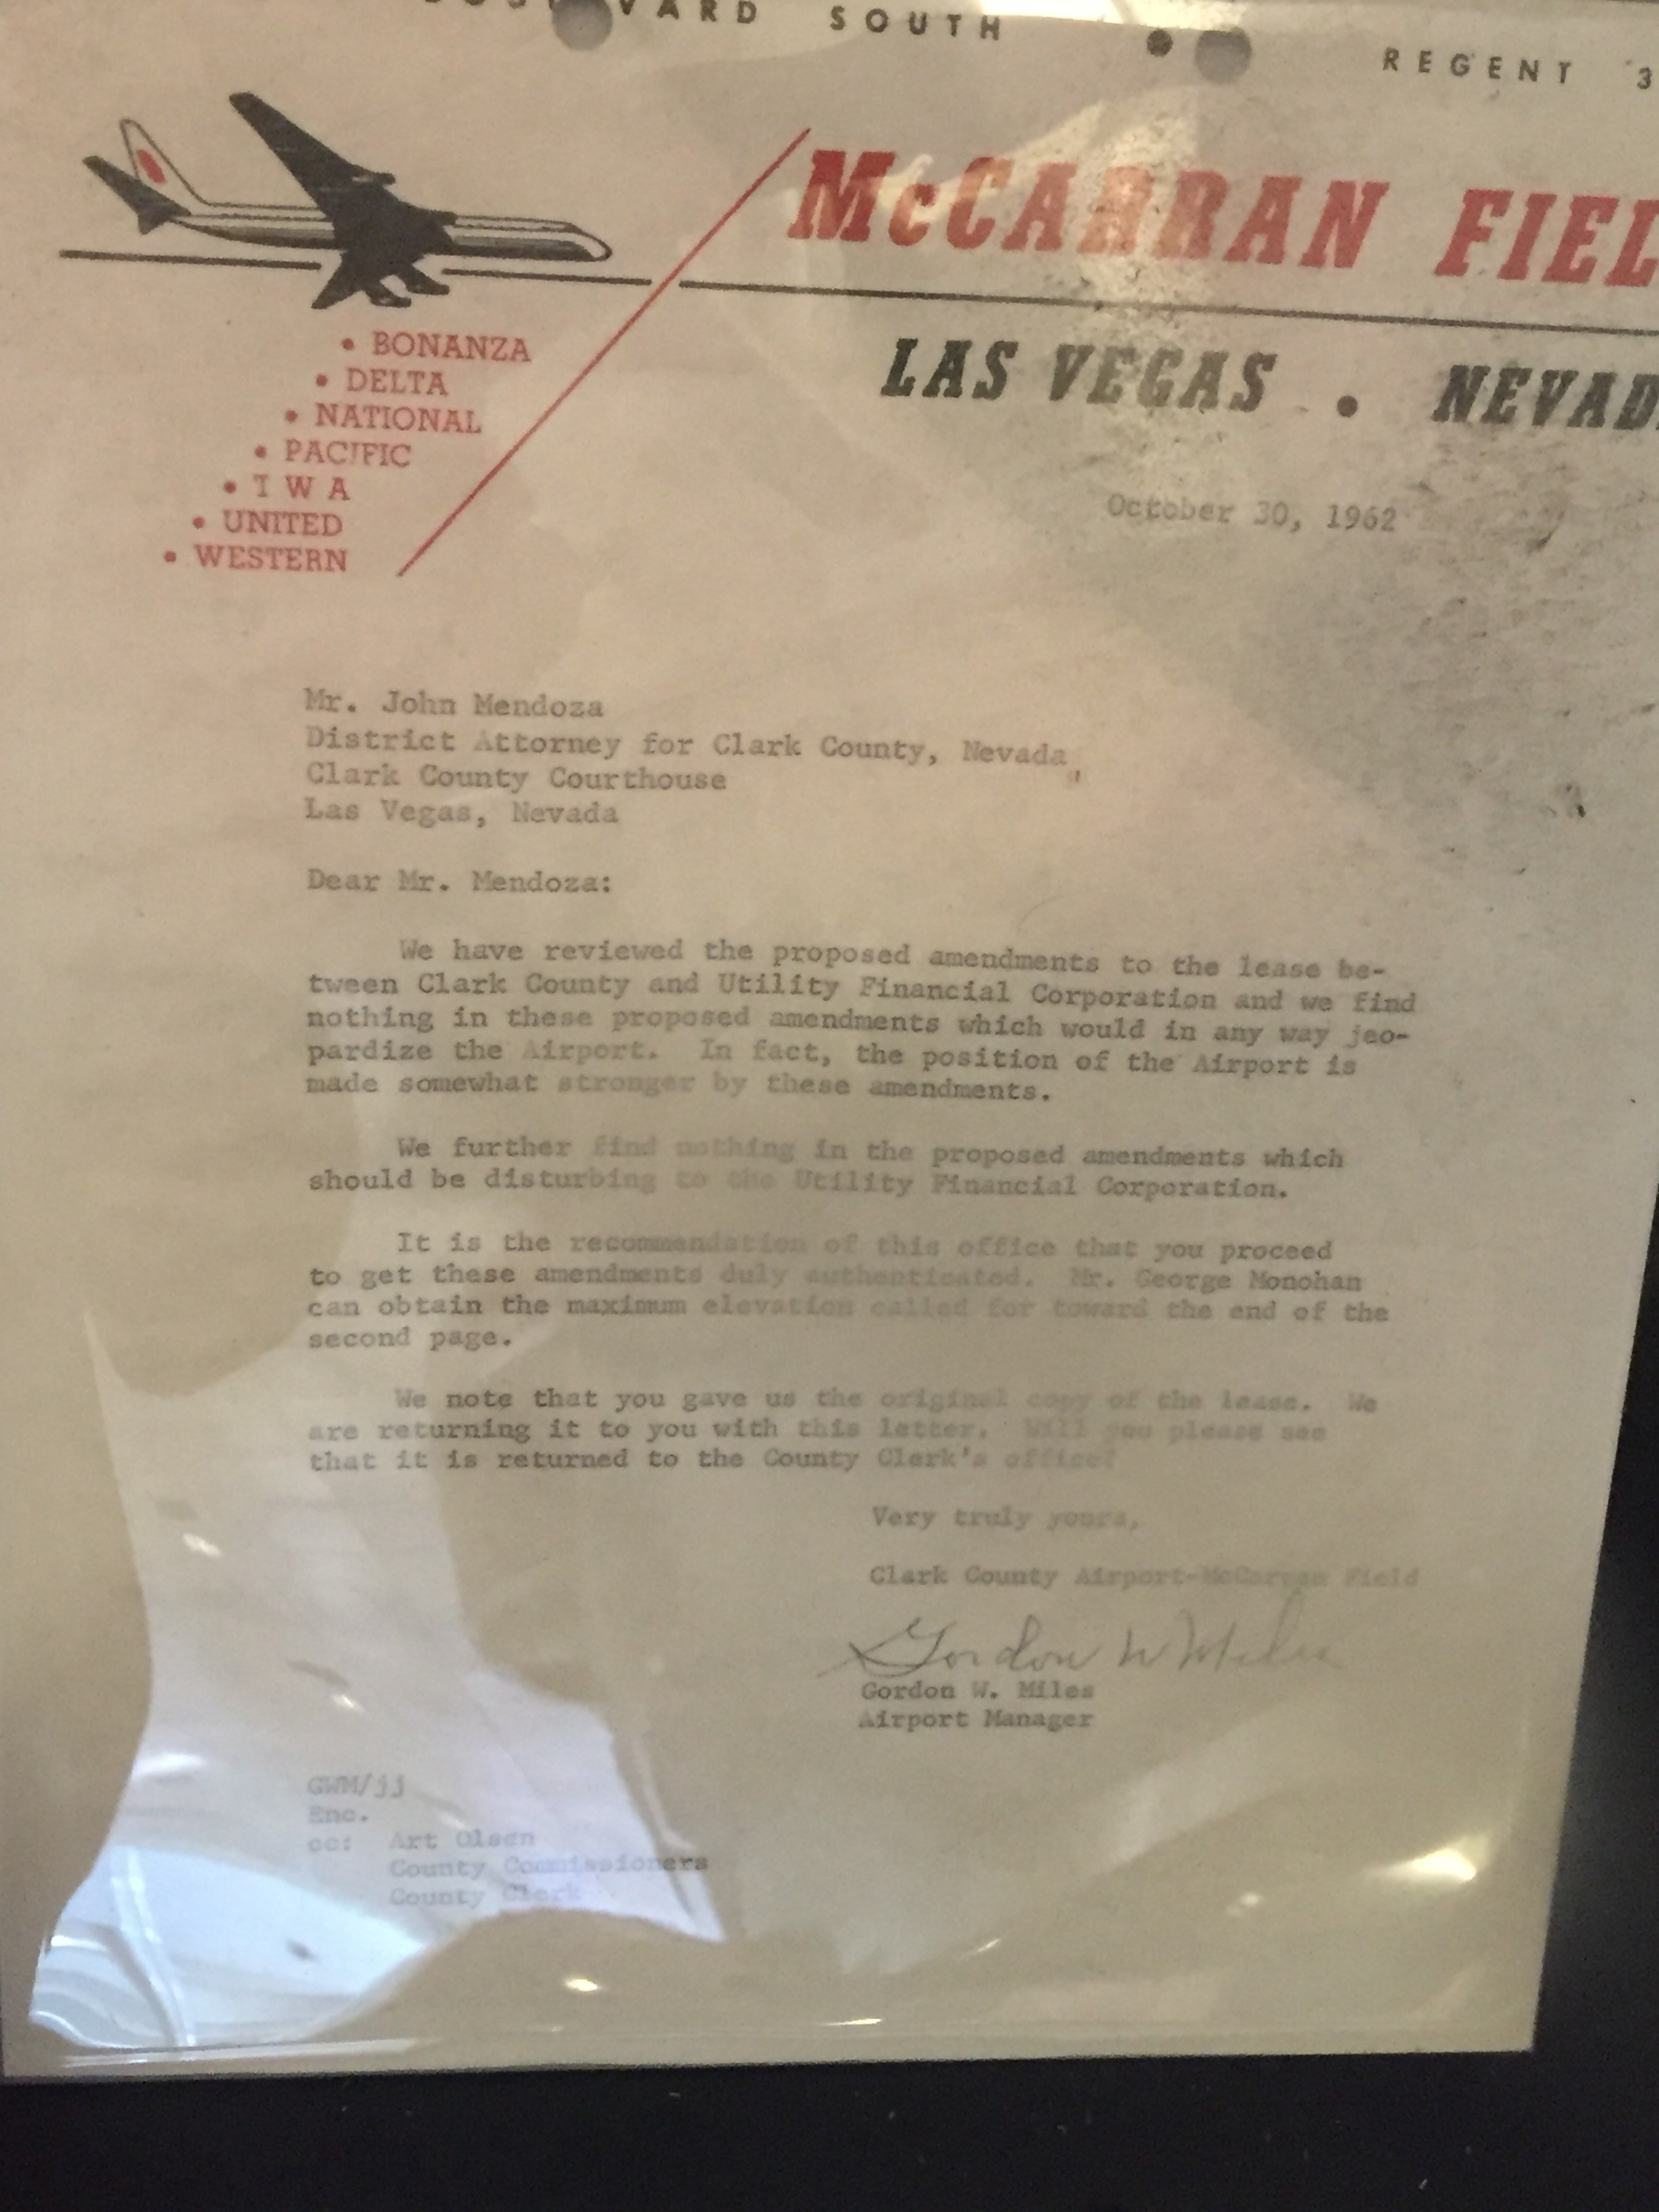 VARD SOUTH • REGENT 3
McCARRAN FIEL
LAS VEGAS • NEVAD
• BONANZA
• DELTA
• NATIONAL
• PACIFIC
• T W A
• UNITED
• WESTERN
October 30, 1962
Mr. John Mendoza
District Attorney for Clark County, Nevada
Clark County Courthouse
Las Vegas, Nevada
Dear Mr. Mendoza:
We have reviewed the proposed amendments to the lease be-
tween Clark County and Utility Financial Corporation and we find
nothing in these proposed amendments which would in any way jeo-
pardize the Airport. In fact, the position of the Airport is
made somewhat stronger by these amendments.
We further find nothing in the proposed amendments which
should be disturbing to the Utility Financial Corporation.
It is the recommendation of this office that you proceed
to get these amendments duly authenticated. Mr. George Monohan
can obtain the maximum elevation called for toward the end of the
second page.
We note that you gave us the original copy of the lease. We
are returning it to you with this letter. Will you please see
that it is returned to the County Clerk's office?
Very truly yours,
Clark County Airport-McCarran Field
Gordon W Miles
Gordon W. Miles
Airport Manager
GWM/jj
Enc.
cc: Art Olsen
County Commissioners
County Clerk